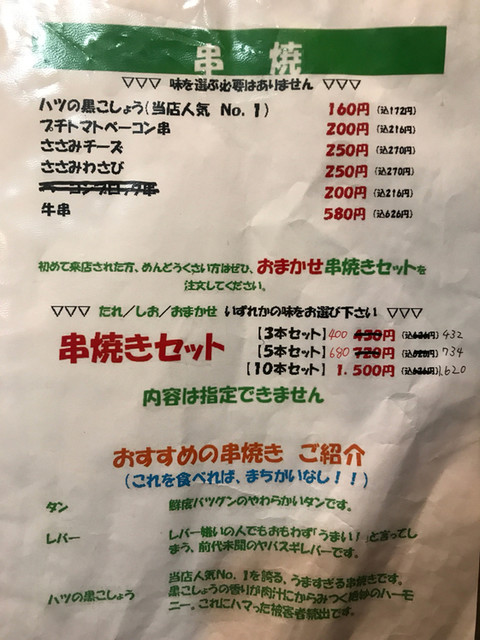 串 焼
▽▽▽ 味を選ぶ必要はありません ▽▽▽
ハツの黒こしょう(当店人気 No.1) 160円 (込172円)
プチトマトベーコン串 200円 (込216円)
ささみチーズ 250円 (込270円)
ささみわさび 250円 (込270円)
ベーコンブロック串 200円 (込216円)
牛串 580円 (込626円)
初めて来店された方、めんどうくさい方はぜひ、おまかせ串焼きセットを
注文してください。
▽▽▽ たれ/しお/おまかせ いずれかの味をお選び下さい ▽▽▽
串焼きセット
【3本セット】 400 450円 432
【5本セット】 680 720円 734
【10本セット】 1.500円 1,620
内容は指定できません
おすすめの串焼き ご紹介
(これを食べれば、まちがいなし!!)
タン 鮮度バツグンのやわらかいタンです。
レバー レバー嫌いの人でもおもわず「うまい!」と言ってし
まう、前代未聞のヤバスギレバーです。
ハツの黒こしょう 当店人気No.1を誇る、うますぎる串焼きです。
黒こしょうの香りが肉汁にからみつく絶妙のハーモ
ニー。これにハマった被害者続出です。